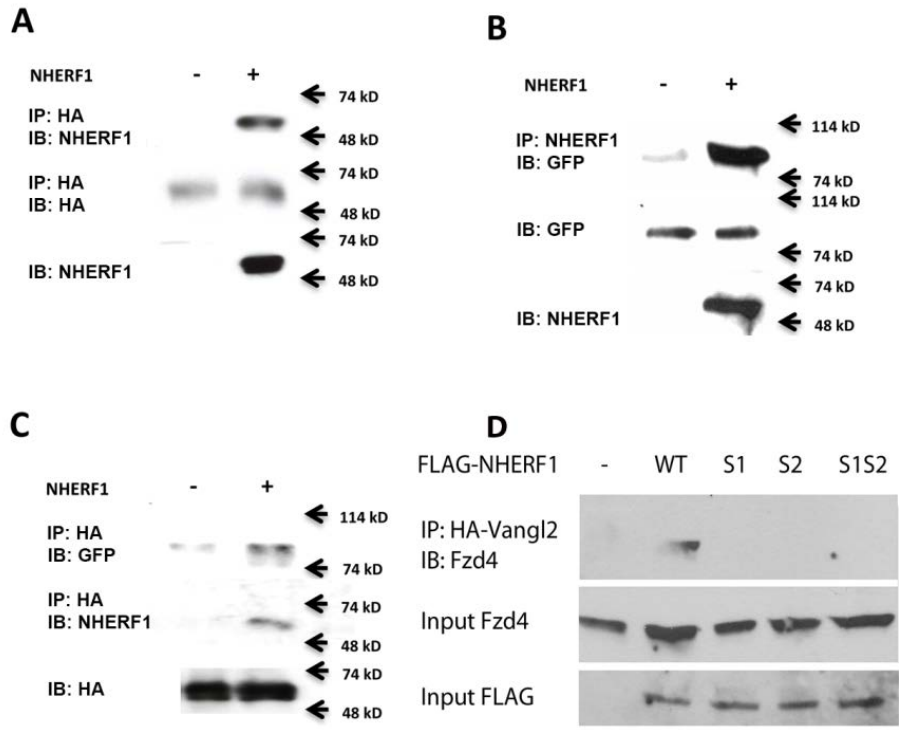 A
NHERF1 - +
74 kD
IP: HA
IB: NHERF1
48 kD
74 kD
IP: HA
IB: HA
48 kD
74 kD
IB: NHERF1
48 kD
B
NHERF1 - +
114 kD
IP: NHERF1
IB: GFP
74 kD
114 kD
IB: GFP
74 kD
74 kD
IB: NHERF1
48 kD
C
NHERF1 - +
114 kD
IP: HA
IB: GFP
74 kD
IP: HA
74 kD
IB: NHERF1
48 kD
74 kD
IB: HA
48 kD
D
FLAG-NHERF1 - WT S1 S2 S1S2
IP: HA-Vangl2
IB: Fzd4
Input Fzd4
Input FLAG